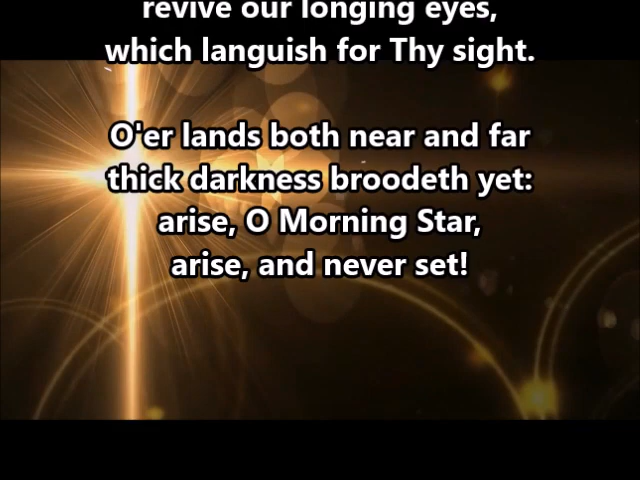 revive our longing eyes,
which languish for Thy sight.
O'er lands both near and far
thick darkness broodeth yet:
arise, O Morning Star,
arise, and never set!